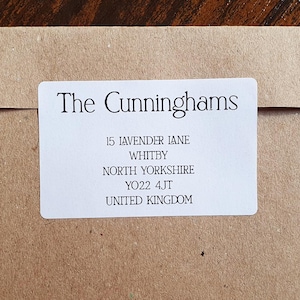 The Cunninghams
15 LAVENDER LANE
WHITBY
NORTH YORKSHIRE
YO22 4JT
UNITED KINGDOM